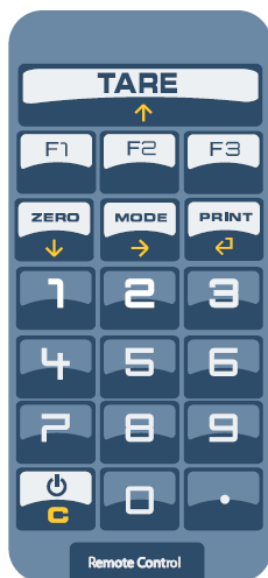 TARE
↑
F1 F2 F3
ZERO MODE PRINT
↓ → ↵
1 2 3
4 5 6
7 8 9
0 .
C
Remote Control